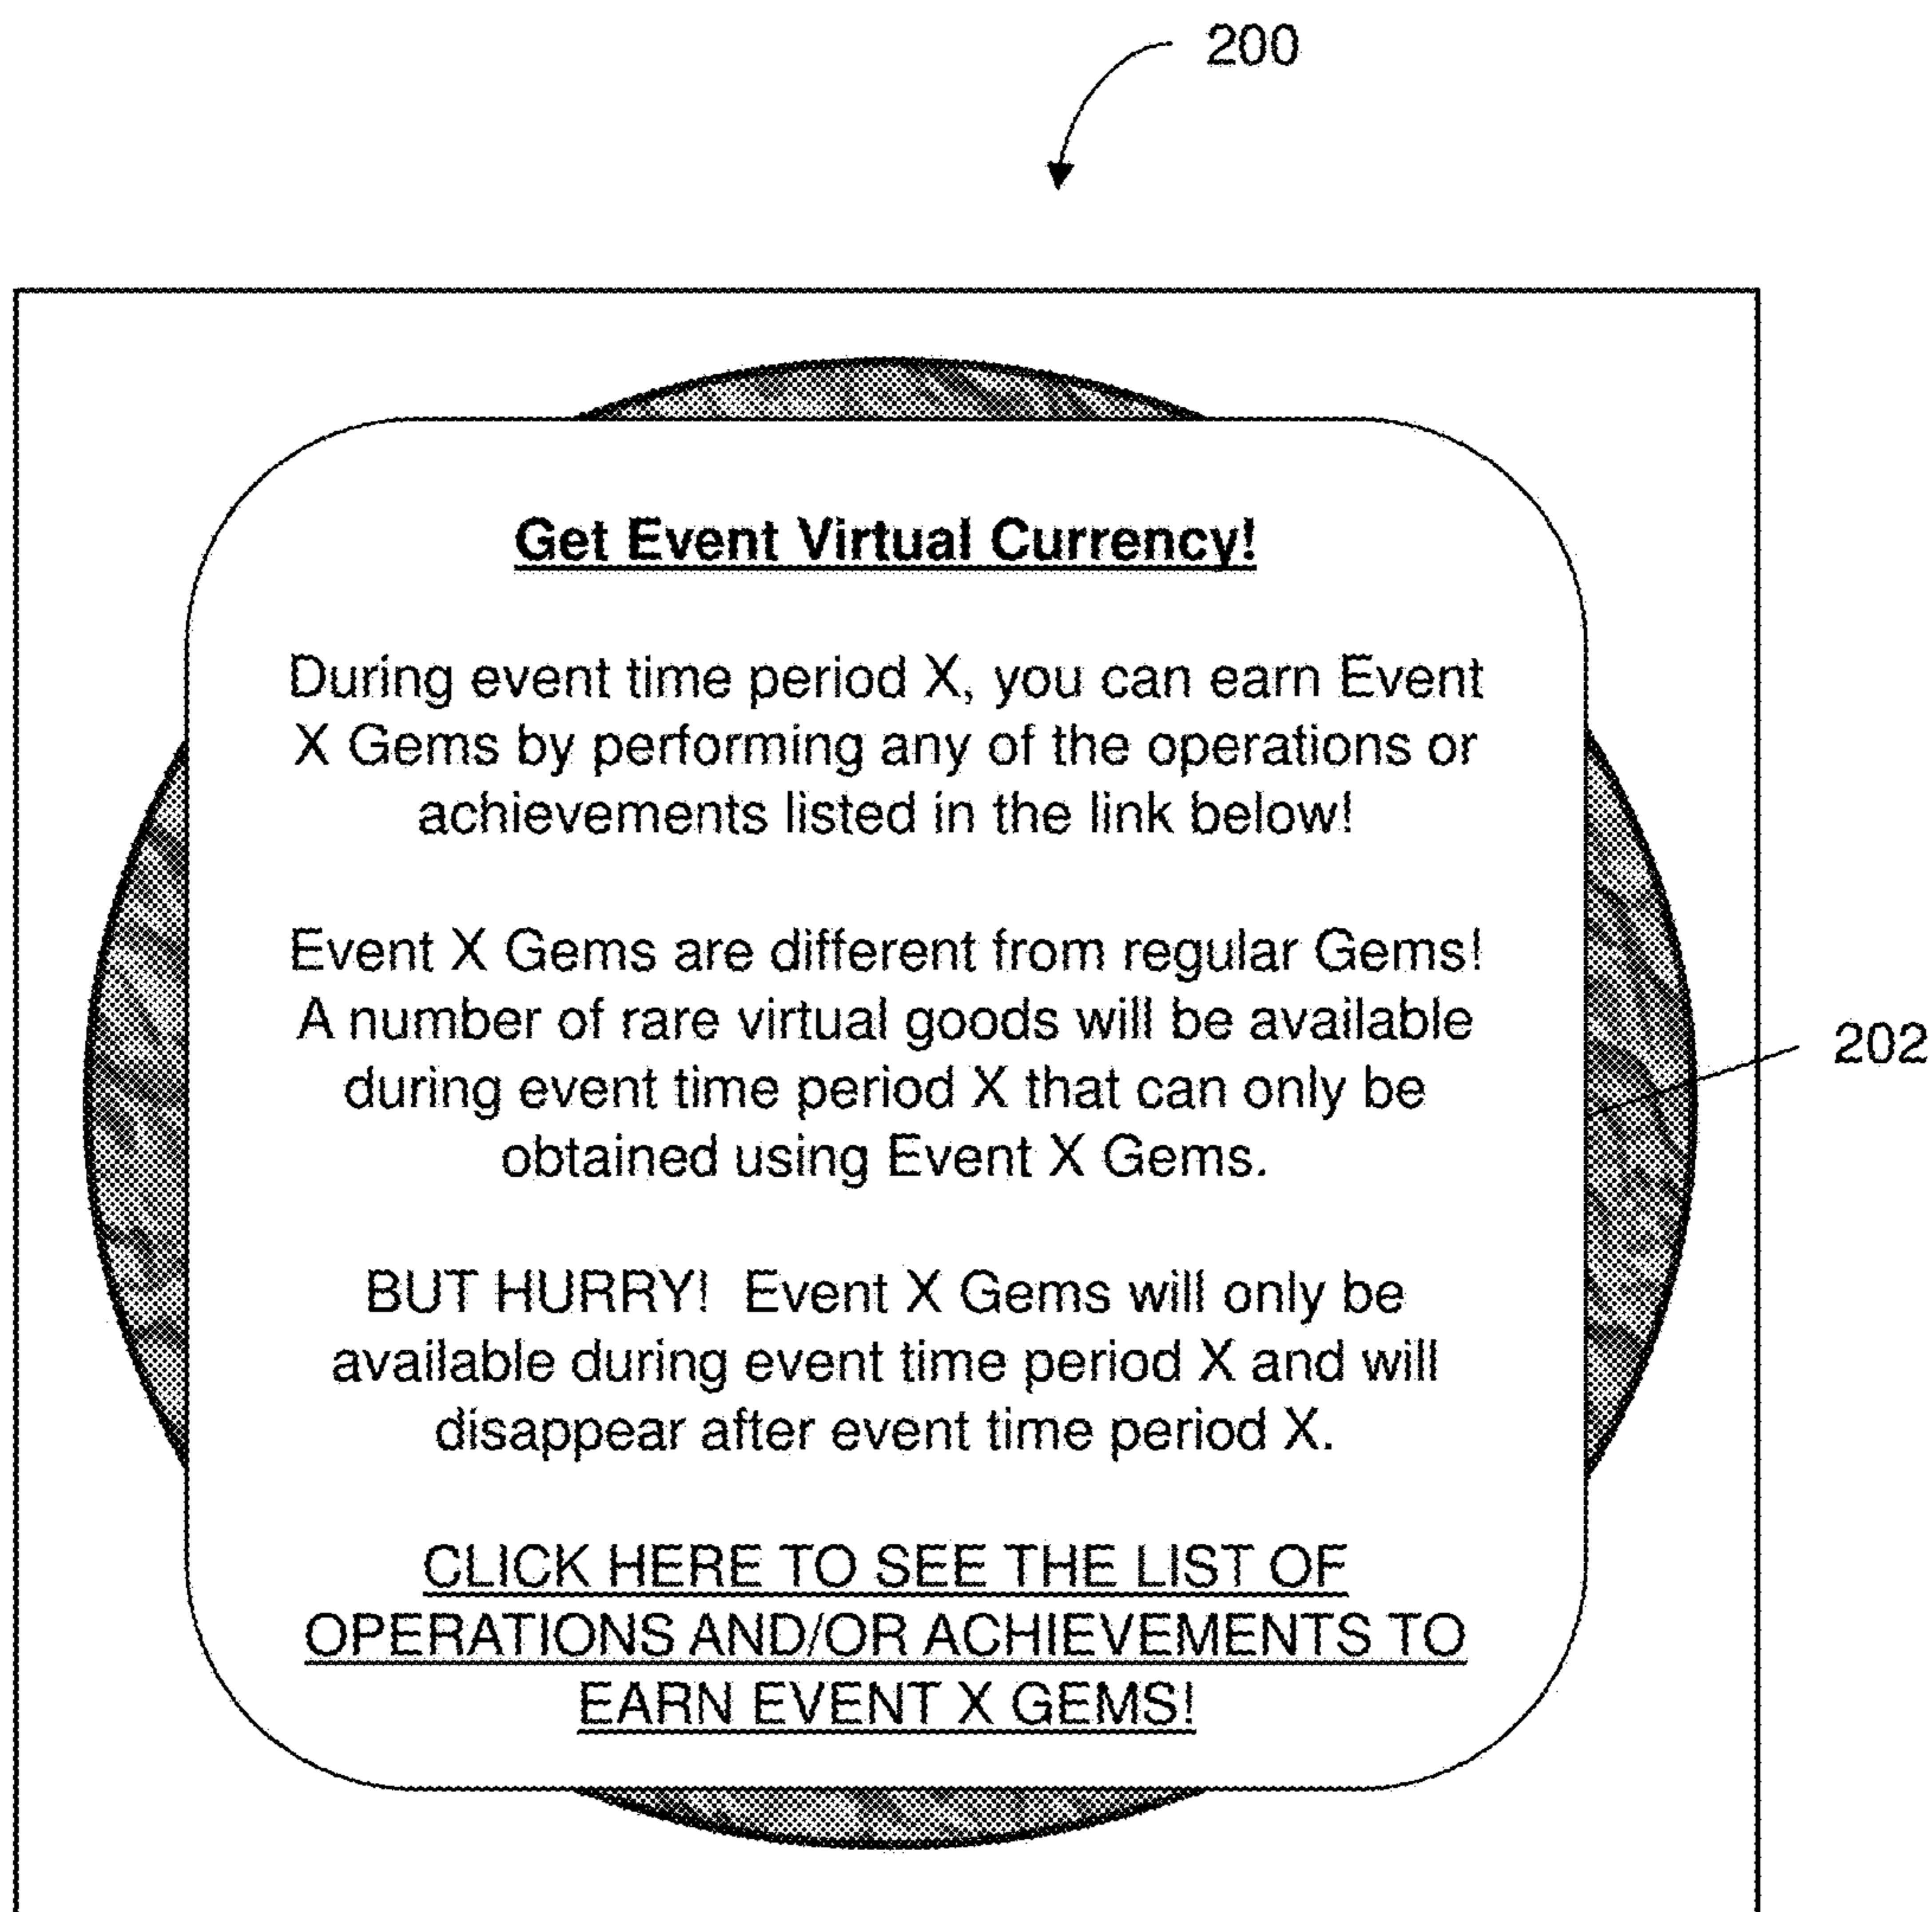 200
Get Event Virtual Currency!
During event time period X, you can earn Event
X Gems by performing any of the operations or
achievements listed in the link below!
Event X Gems are different from regular Gems!
A number of rare virtual goods will be available
during event time period X that can only be
obtained using Event X Gems.
202
BUT HURRY!  Event X Gems will only be
available during event time period X and will
disappear after event time period X.
CLICK HERE TO SEE THE LIST OF
OPERATIONS AND/OR ACHIEVEMENTS TO
EARN EVENT X GEMS!